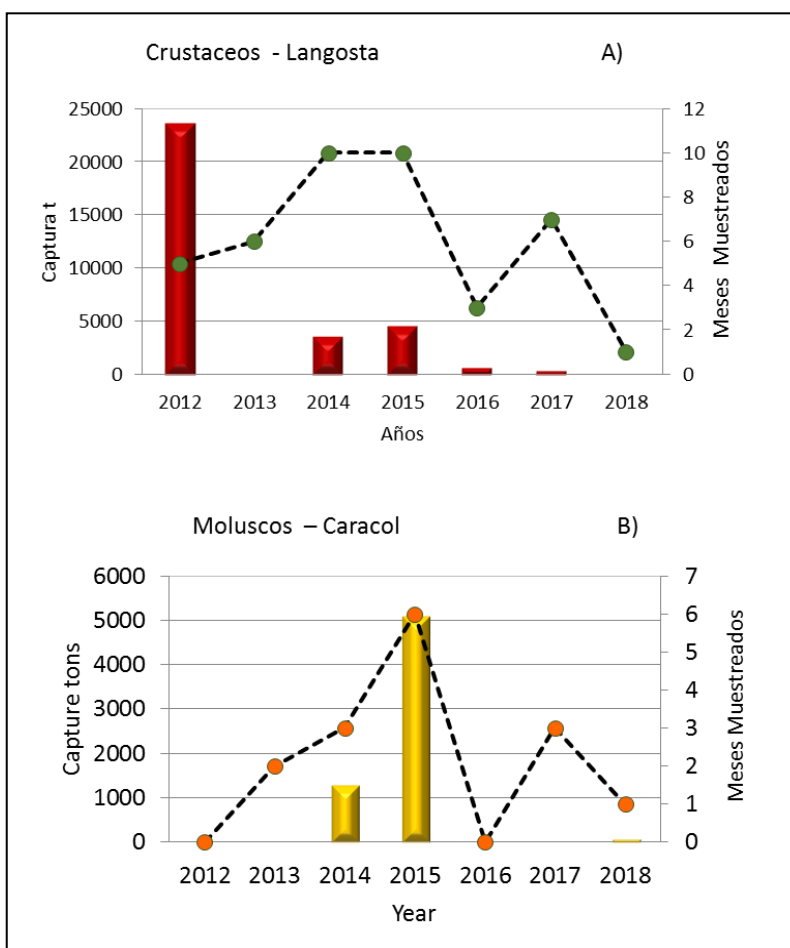 Crustaceos - Langosta A)
25000
20000
15000
10000
5000
0
Captura t
12
10
8
6
4
2
0
Meses Muestreados
2012 2013 2014 2015 2016 2017 2018
Años
Moluscos – Caracol B)
6000
5000
4000
3000
2000
1000
0
Capture tons
7
6
5
4
3
2
1
0
Meses Muestreados
2012 2013 2014 2015 2016 2017 2018
Year